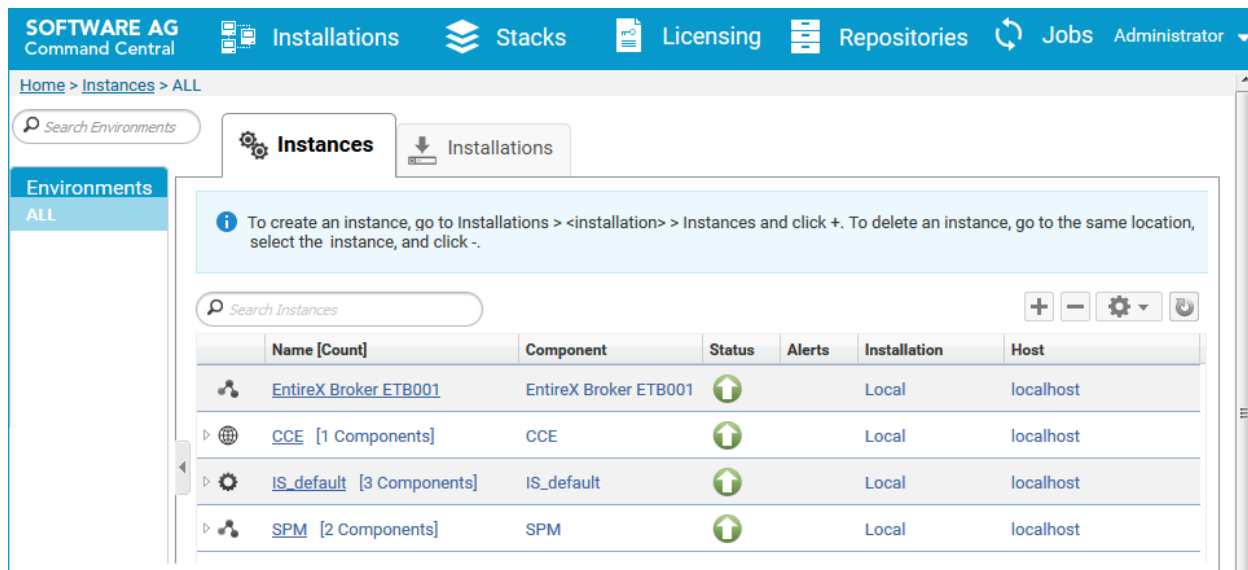 SOFTWARE AG
Command Central
Installations
Stacks
Licensing
Repositories
Jobs
Administrator
Home > Instances > ALL
Search Environments
Instances
Installations
Environments
ALL
To create an instance, go to Installations > <installation> > Instances and click +. To delete an instance, go to the same location,
select the instance, and click -.
Search Instances
Name [Count] Component Status Alerts Installation Host
EntireX Broker ETB001 EntireX Broker ETB001 Local localhost
CCE [1 Components] CCE Local localhost
IS_default [3 Components] IS_default Local localhost
SPM [2 Components] SPM Local localhost